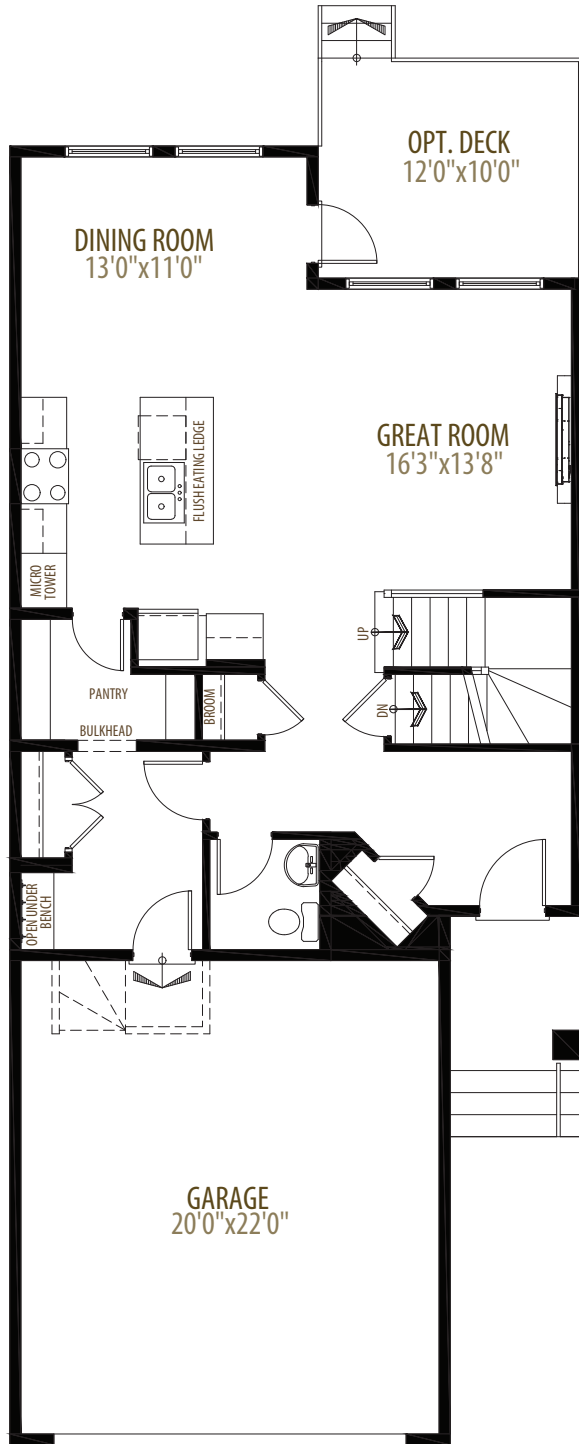 OPT. DECK
12'0"x10'0"
DINING ROOM
13'0"x11'0"
GREAT ROOM
16'3"x13'8"
FLUSH EATING LEDGE
MICRO
TOWER
UP
PANTRY
BROOM
DN
BULKHEAD
OPEN UNDER
BENCH
GARAGE
20'0"x22'0"